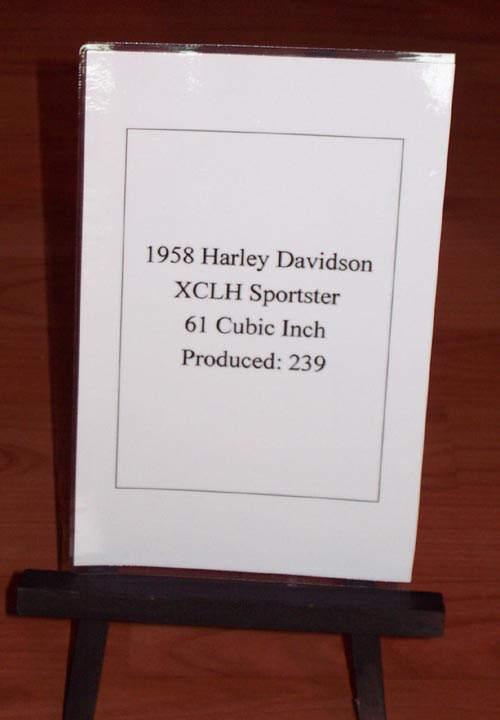 1958 Harley Davidson
XCLH Sportster
61 Cubic Inch
Produced: 239